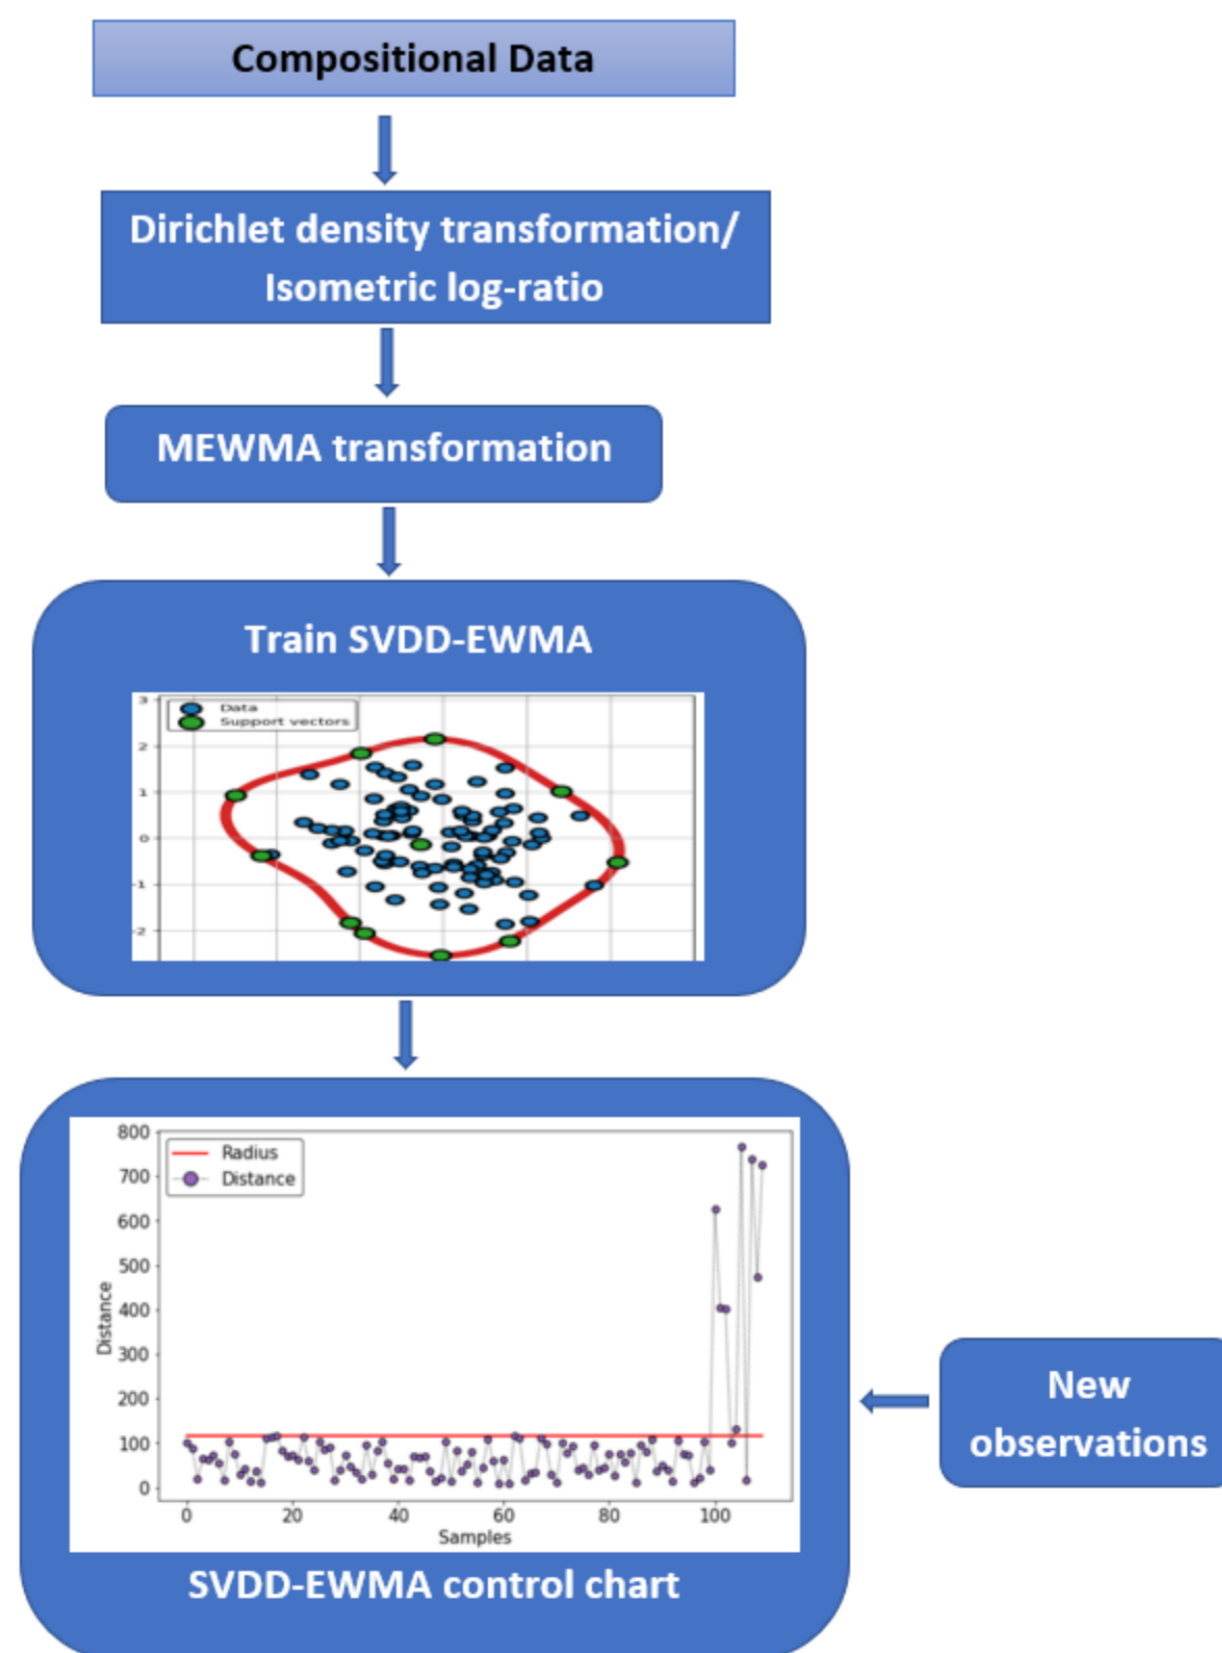 Compositional Data
Dirichlet density transformation/
Isometric log-ratio
MEWMA transformation
Train SVDD-EWMA
3
Data
Support vectors
2
1
0
-1
-2
800
Radius
Distance
700
600
500
400
300
200
100
0
Distance
0 20 40 60 80 100
Samples
SVDD-EWMA control chart
New
observations